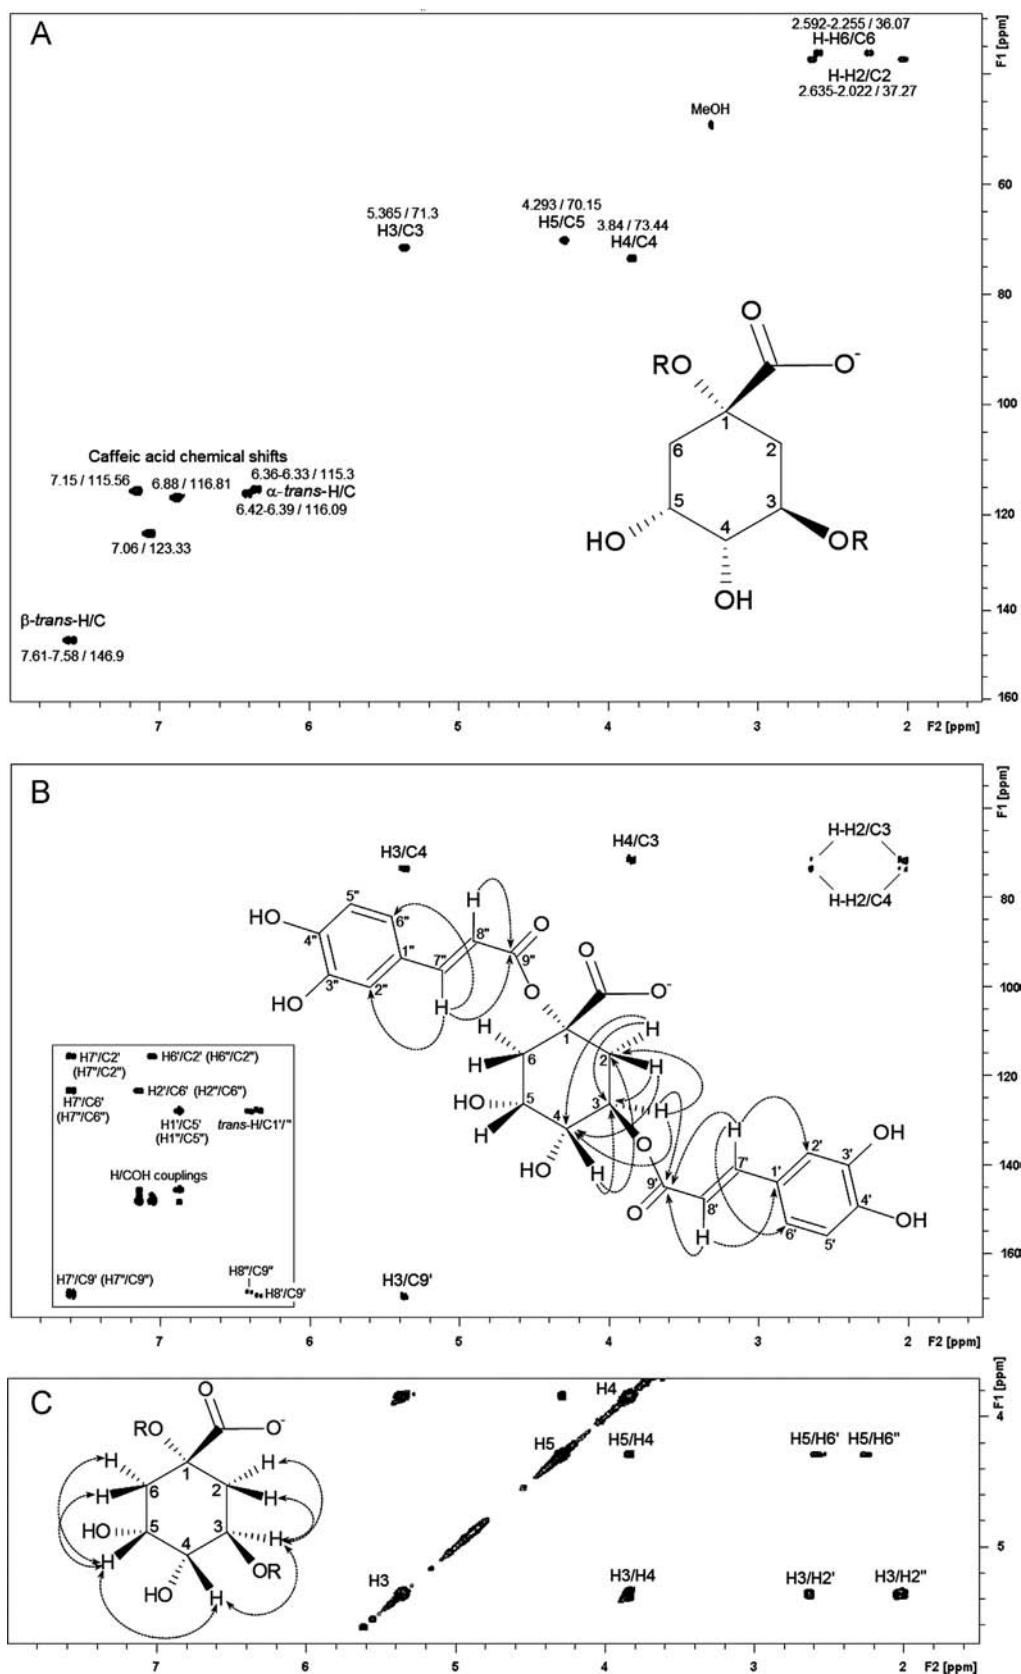 A
2.592-2.255 / 36.07
H-H6/C6
H-H2/C2
2.635-2.022 / 37.27
MeOH
5.365 / 71.3
H3/C3
4.293 / 70.15
H5/C5
3.84 / 73.44
H4/C4
O
RO
O-
1
6
2
5
3
4
HO
OR
OH
Caffeic acid chemical shifts
7.15 / 115.56
6.88 / 116.81
6.36-6.33 / 115.3
α-trans-H/C
6.42-6.39 / 116.09
7.06 / 123.33
β-trans-H/C
7.61-7.58 / 146.9
F1 [ppm]
40
60
80
100
120
140
160
7 6 5 4 3 2 F2 [ppm]
B
H3/C4
H4/C3
H-H2/C3
H-H2/C4
5"
HO
4"
6"
H
8"
O
1"
7"
9"
O
O
O-
3"
HO
2"
H
O
H
1
H
H
6
2
H
HO
5
3
H
H
4
HO
H
O
H
2'
OH
9'
7'
1'
3'
O
8'
4'
6'
5'
OH
H
H7'/C2'
(H7"/C2")
H6'/C2' (H6"/C2")
H7'/C6'
(H7"/C6")
H2'/C6' (H2"/C6")
H1'/C5'
(H1"/C5")
trans-H/C1'/"
H/COH couplings
H7'/C9' (H7"/C9")
H8"/C9"
H8'/C9'
H3/C9'
F1 [ppm]
80
100
120
140
160
7 6 5 4 3 2 F2 [ppm]
C
O
RO
O-
H
1
H
H
6
2
H
HO
5
3
H
H
4
OR
HO
H
H4
H5
H5/H4
H5/H6'
H5/H6"
H3
H3/H4
H3/H2'
H3/H2"
F1 [ppm]
4
5
7 6 5 4 3 2 F2 [ppm]